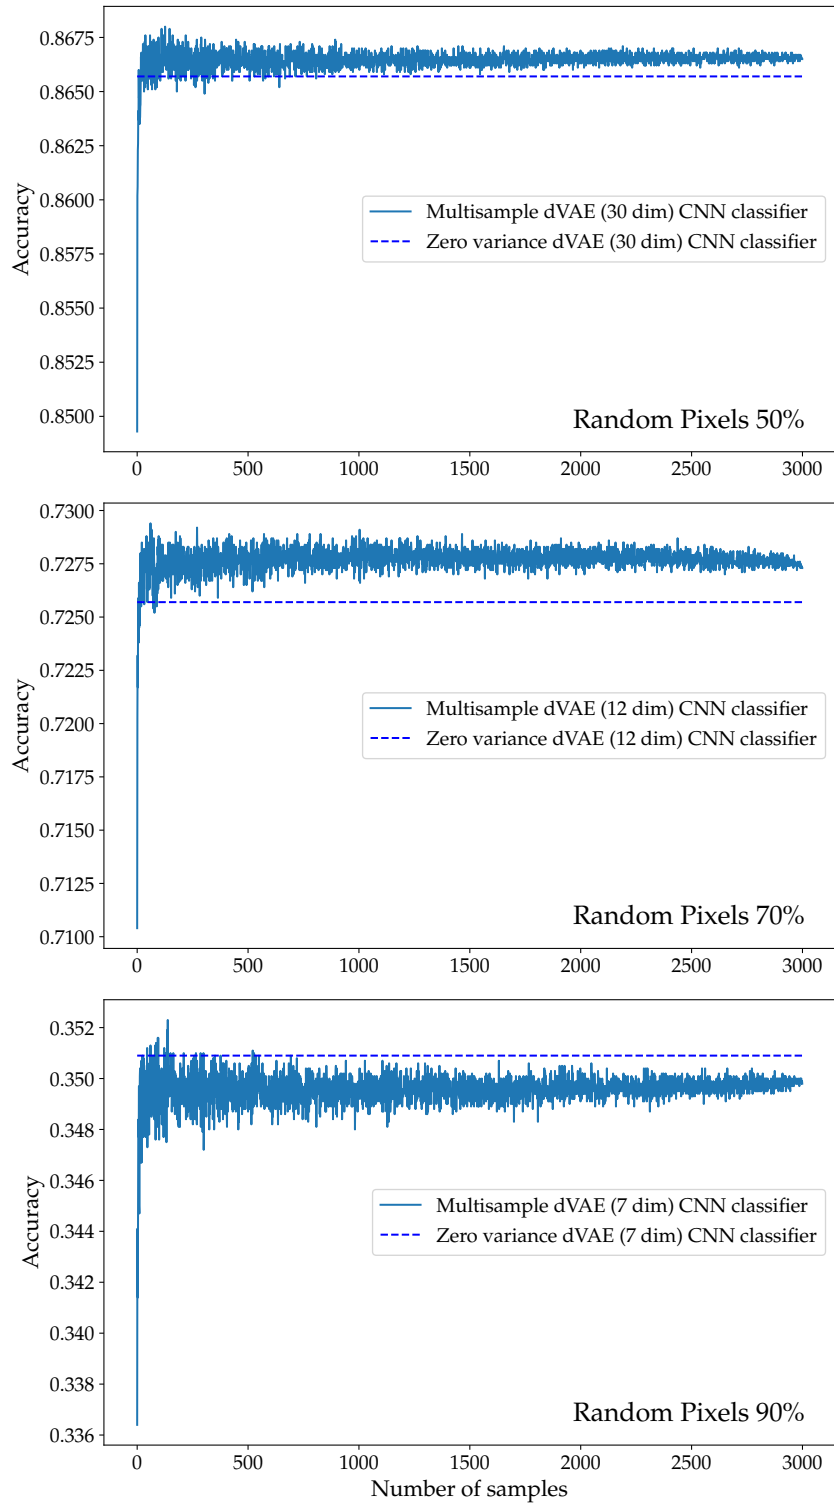 0.8675
0.8650
0.8625
0.8600
0.8575
0.8550
0.8525
0.8500
Accuracy
Multisample dVAE (30 dim) CNN classifier
Zero variance dVAE (30 dim) CNN classifier
Random Pixels 50%
0 500 1000 1500 2000 2500 3000
0.7300
0.7275
0.7250
0.7225
0.7200
0.7175
0.7150
0.7125
0.7100
Accuracy
Multisample dVAE (12 dim) CNN classifier
Zero variance dVAE (12 dim) CNN classifier
Random Pixels 70%
0 500 1000 1500 2000 2500 3000
0.352
0.350
0.348
0.346
0.344
0.342
0.340
0.338
0.336
Accuracy
Multisample dVAE (7 dim) CNN classifier
Zero variance dVAE (7 dim) CNN classifier
Random Pixels 90%
0 500 1000 1500 2000 2500 3000
Number of samples